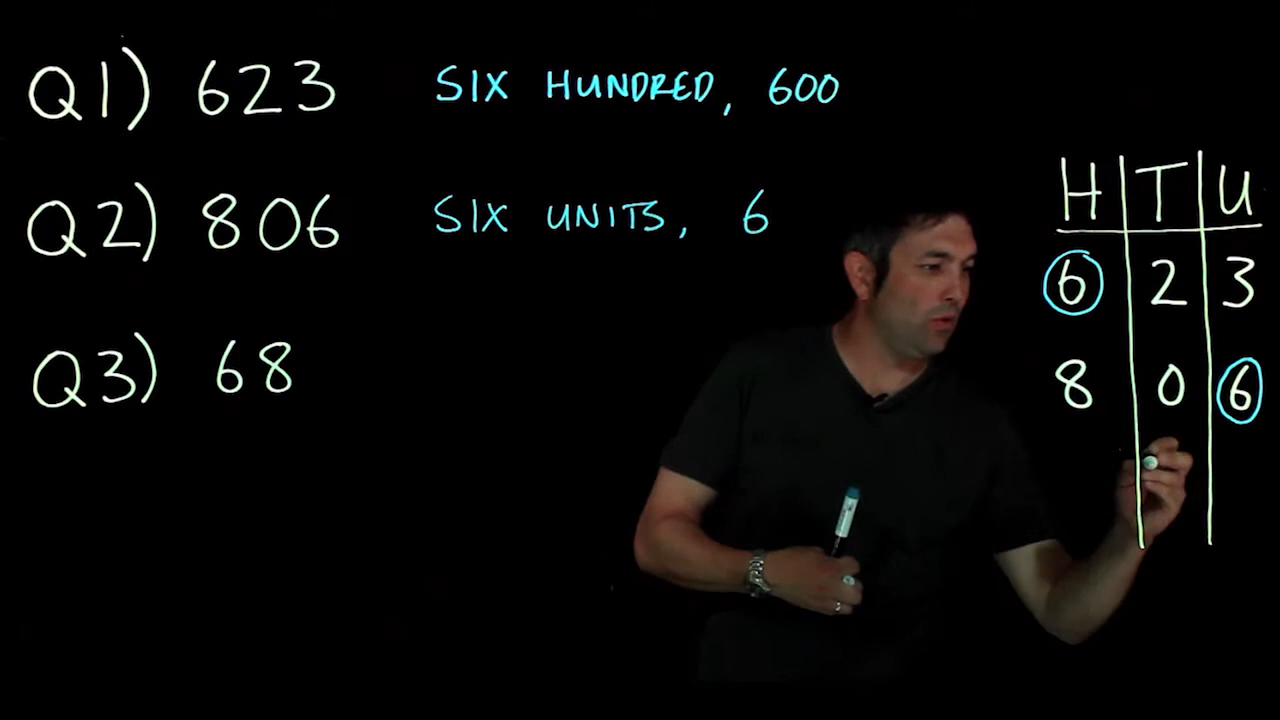 Q1) 623 SIX HUNDRED, 600
Q2) 806 SIX UNITS, 6
Q3) 68
H T U
6 2 3
8 0 6